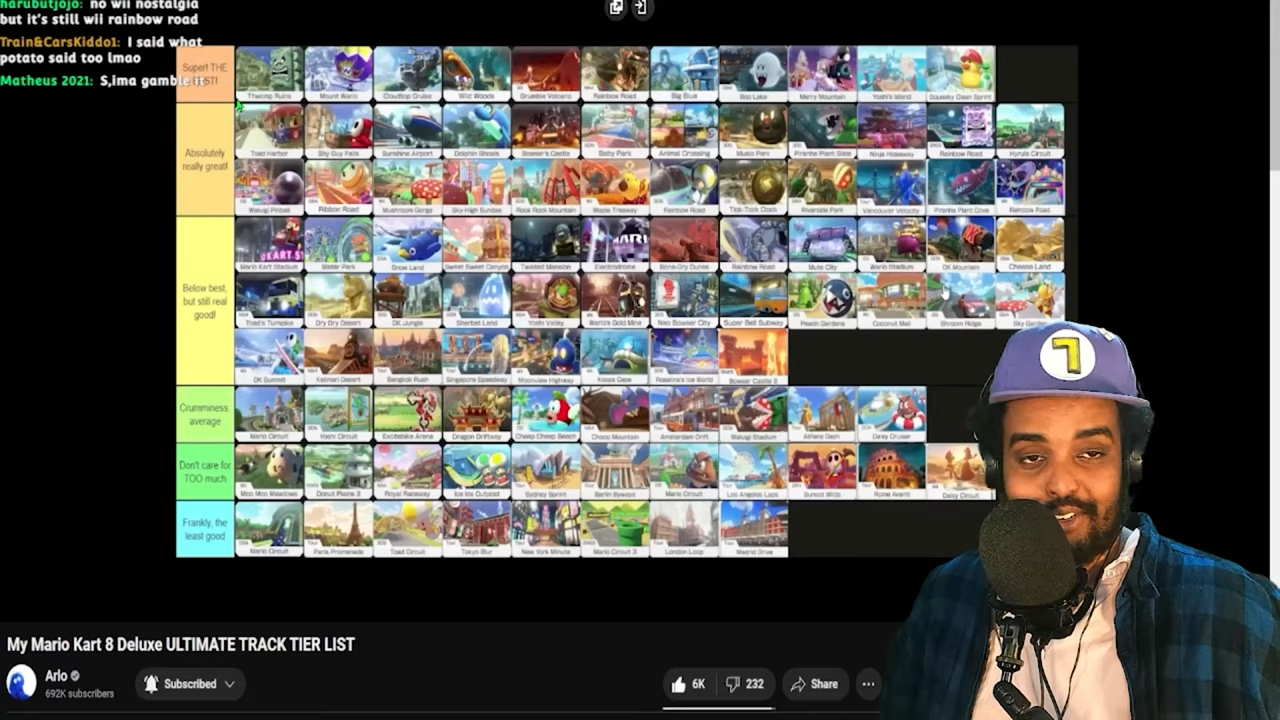 harubutjojo: no wii nostalgia
but it's still wii rainbow road
Train&CarsKiddo1: I said what
potato said too lmao
Matheus 2021: S,ima gamble it
Super! THE
BEST!
Thwomp Ruins Mount Wario Cloudtop Cruise Wild Woods Grumble Volcano Rainbow Road Big Blue Boo Lake Merry Mountain Yoshi's Island Squeaky Clean Sprint
Absolutely
really great!
Toad Harbor Shy Guy Falls Sunshine Airport Dolphin Shoals Bowser's Castle Baby Park Animal Crossing Music Park Piranha Plant Slide Ninja Hideaway Rainbow Road Hyrule Circuit
Waluigi Pinball Ribbon Road Mushroom Gorge Sky-High Sundae Rock Rock Mountain Maple Treeway Rainbow Road Tick-Tock Clock Riverside Park Vancouver Velocity Piranha Plant Cove Rainbow Road
Below best,
but still real
good!
Mario Kart Stadium Water Park Snow Land Sweet Sweet Canyon Twisted Mansion Electrodrome Bone-Dry Dunes Rainbow Road Mute City Wario Stadium DK Mountain Cheese Land
Toad's Turnpike Dry Dry Desert DK Jungle Sherbet Land Yoshi Valley Wario's Gold Mine Neo Bowser City Super Bell Subway Peach Gardens Coconut Mall Shroom Ridge Sky Garden
DK Summit Kalimari Desert Bangkok Rush Singapore Speedway Moonview Highway Koopa Cape Rosalina's Ice World Bowser Castle 3
Crumminess
average
Mario Circuit Yoshi Circuit Excitebike Arena Dragon Driftway Cheep Cheep Beach Choco Mountain Amsterdam Drift Waluigi Stadium Athens Dash Daisy Cruiser
Don't care for
TOO much
Moo Moo Meadows Donut Plains 3 Royal Raceway Ice Ice Outpost Sydney Sprint Berlin Byways Mario Circuit Los Angeles Laps Sunset Wilds Rome Avanti Daisy Circuit
Frankly, the
least good
Mario Circuit Paris Promenade Toad Circuit Tokyo Blur New York Minute Mario Circuit 3 London Loop Madrid Drive
My Mario Kart 8 Deluxe ULTIMATE TRACK TIER LIST
Arlo
692K subscribers
Subscribed
6K
232
Share